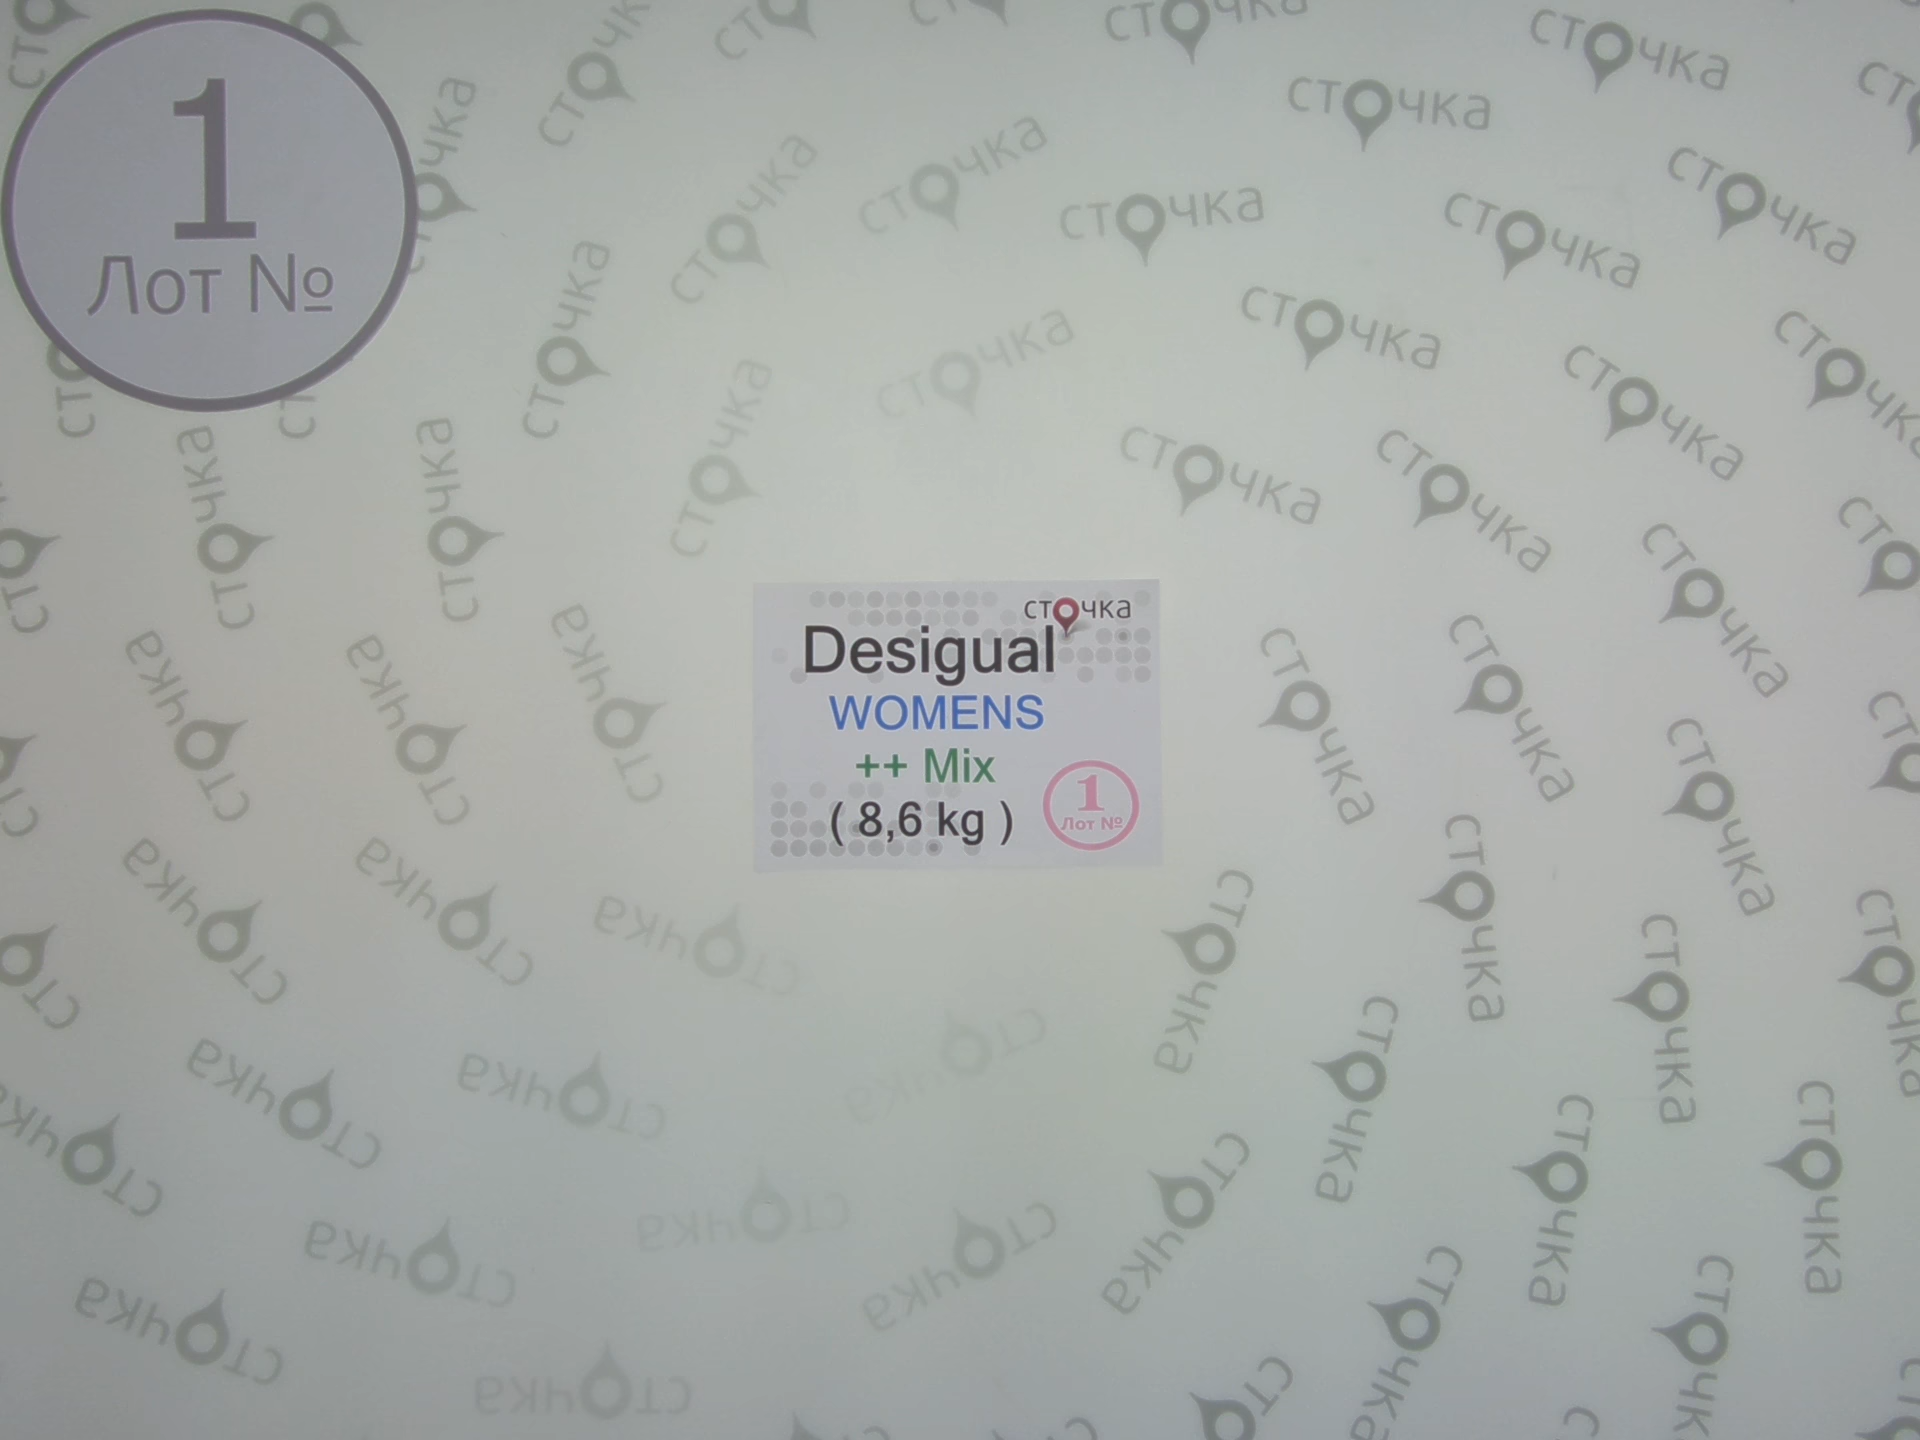 1
Лот №
сточка
Desigual
WOMENS
++ Mix
( 8,6 kg )
1
Лот №